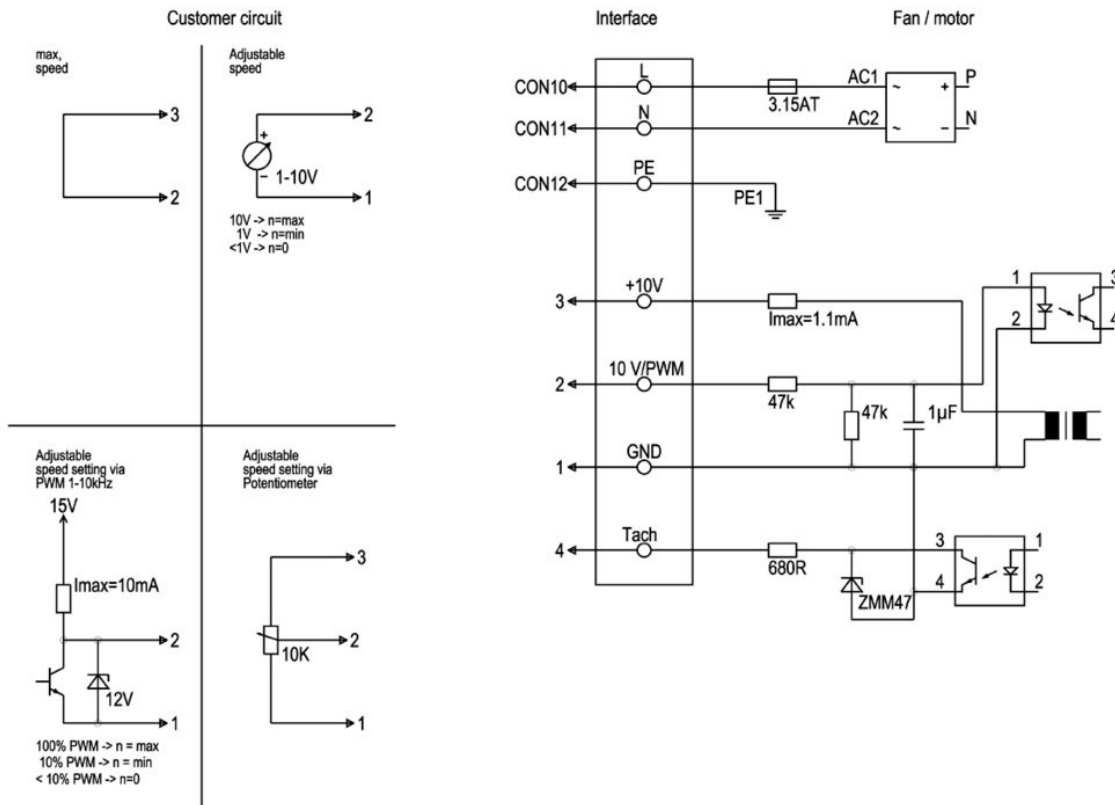 Customer circuit
Interface
Fan / motor
max,
speed
3
2
Adjustable
speed
2
+
−
1-10V
1
10V -> n=max
1V -> n=min
<1V -> n=0
Adjustable
speed setting via
PWM 1-10kHz
15V
Imax=10mA
2
12V
1
100% PWM -> n = max
10% PWM -> n = min
< 10% PWM -> n=0
Adjustable
speed setting via
Potentiometer
3
2
10K
1
CON10
L
3.15AT
AC1
~
+
P
CON11
N
AC2
~
−
N
CON12
PE
PE1
3
+10V
Imax=1.1mA
1
3
2
4
2
10 V/PWM
47k
47k
1µF
1
GND
4
Tach
680R
3
1
4
2
ZMM47